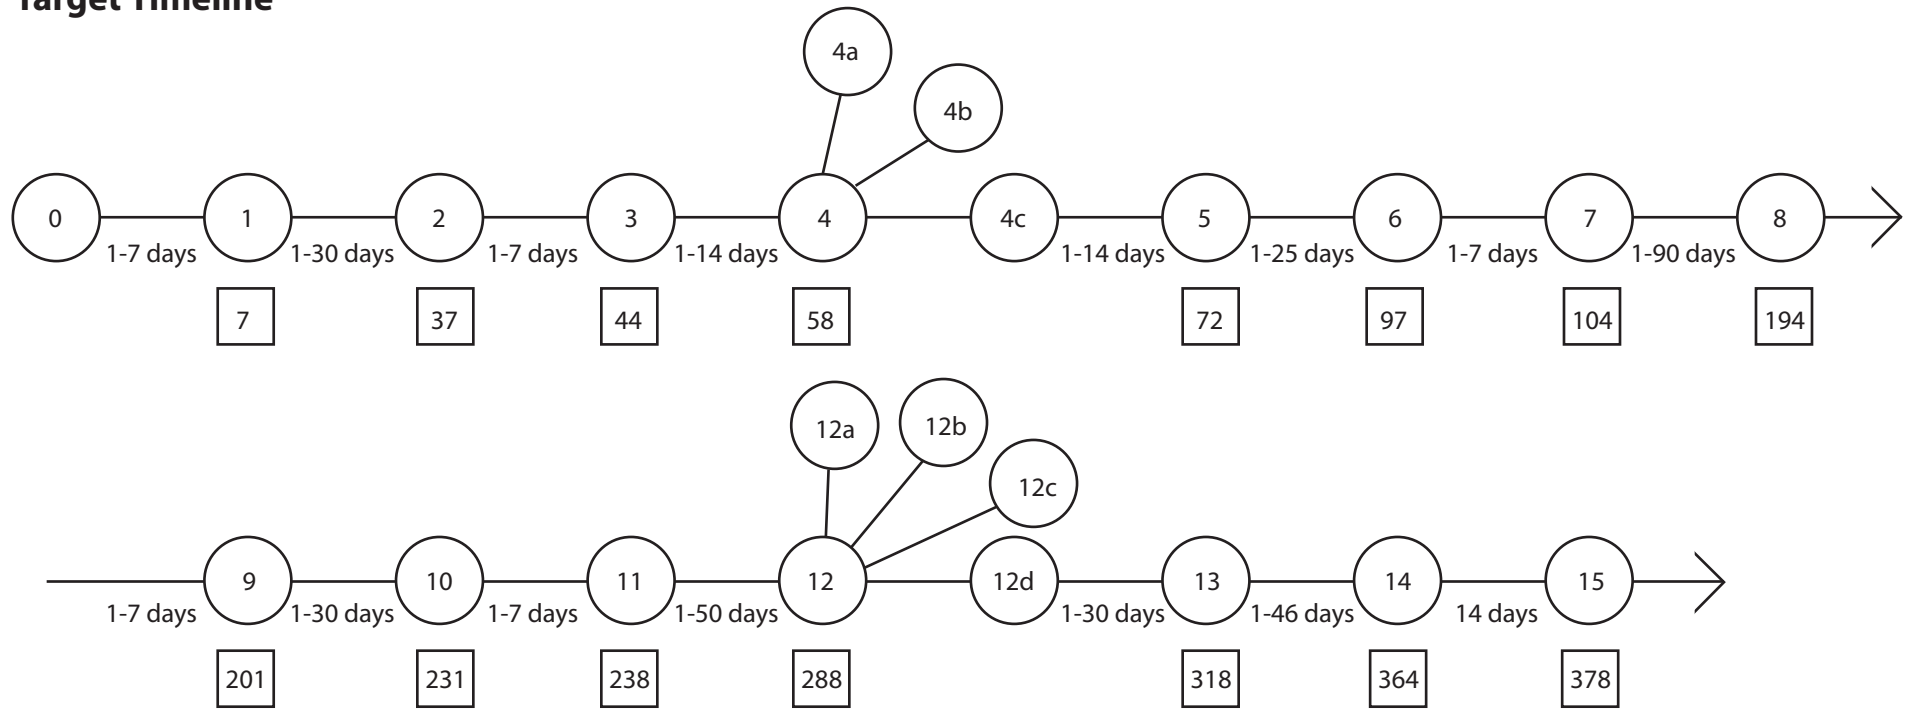 Target Timeline
4a
4b
0 1 2 3 4 4c 5 6 7 8
1-7 days 1-30 days 1-7 days 1-14 days 1-14 days 1-25 days 1-7 days 1-90 days
7 37 44 58 72 97 104 194
12a 12b
12c
9 10 11 12 12d 13 14 15
1-7 days 1-30 days 1-7 days 1-50 days 1-30 days 1-46 days 14 days
201 231 238 288 318 364 378